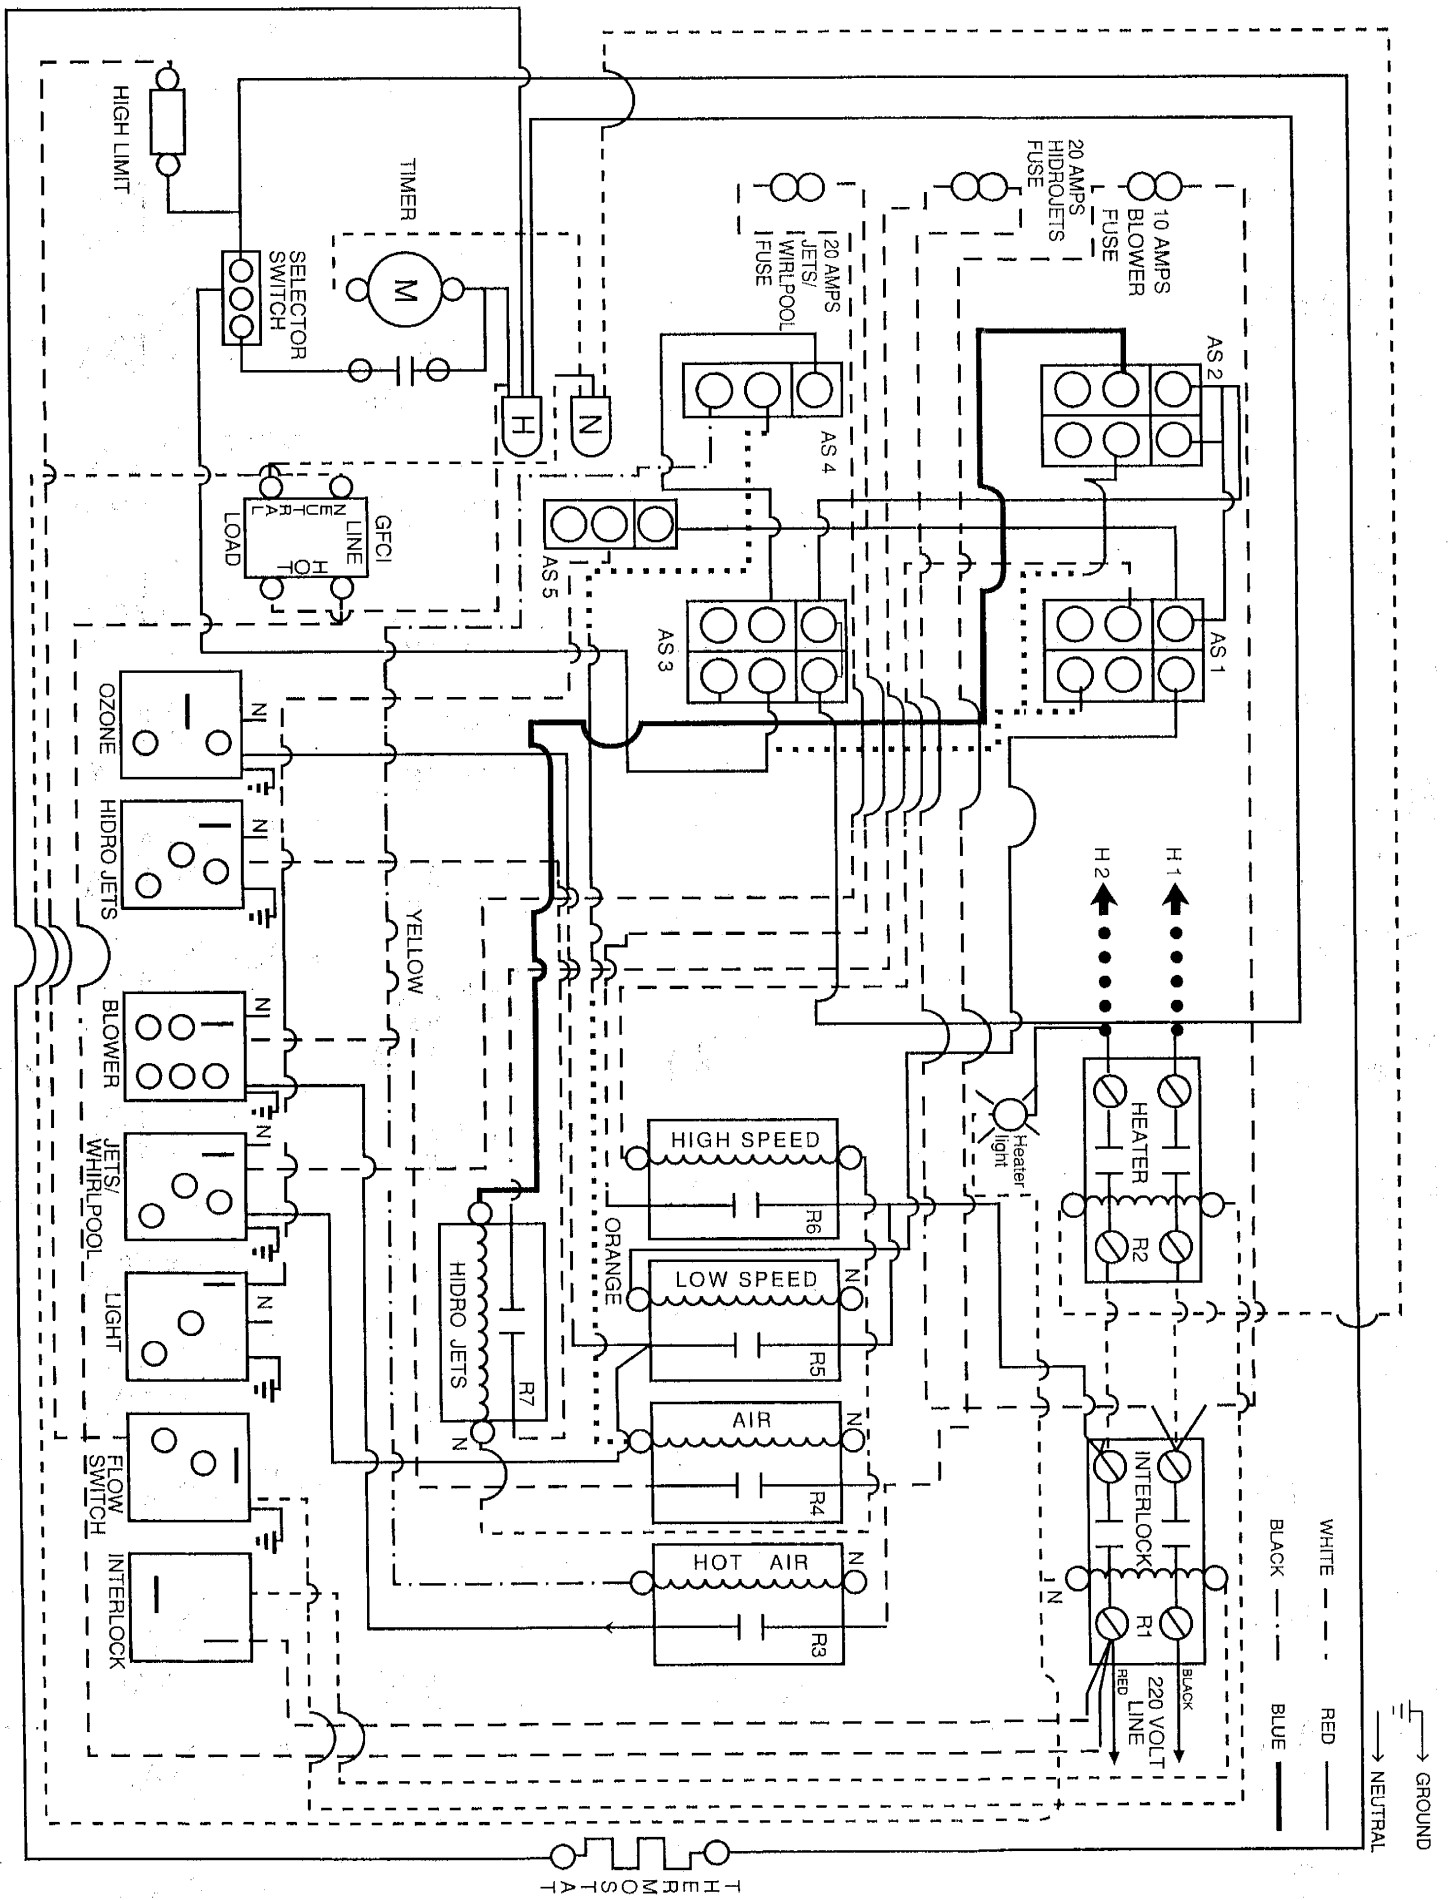 GROUND
NEUTRAL
WHITE
RED
BLACK
BLUE
20 AMPS
HIDROJETS
FUSE
10 AMPS
BLOWER
FUSE
20 AMPS
JETS/
WIRLPOOL
FUSE
AS 2
AS 1
AS 4
AS 3
AS 5
HIGH LIMIT
TIMER
M
SELECTOR
SWITCH
H
N
GFCI
LINE
NEUTRAL
HOT
LOAD
H 1
H 2
HEATER
R2
Heater
light
INTERLOCK
R1
N
BLACK
RED
220 VOLT
LINE
HIGH SPEED
R6
LOW SPEED
N
R5
AIR
N
R4
HOT AIR
N
R3
ORANGE
YELLOW
HIDRO JETS
R7
N
N
OZONE
N
HIDRO JETS
N
BLOWER
N
JETS/
WHIRLPOOL
N
LIGHT
FLOW
SWITCH
INTERLOCK
THERMOSTAT